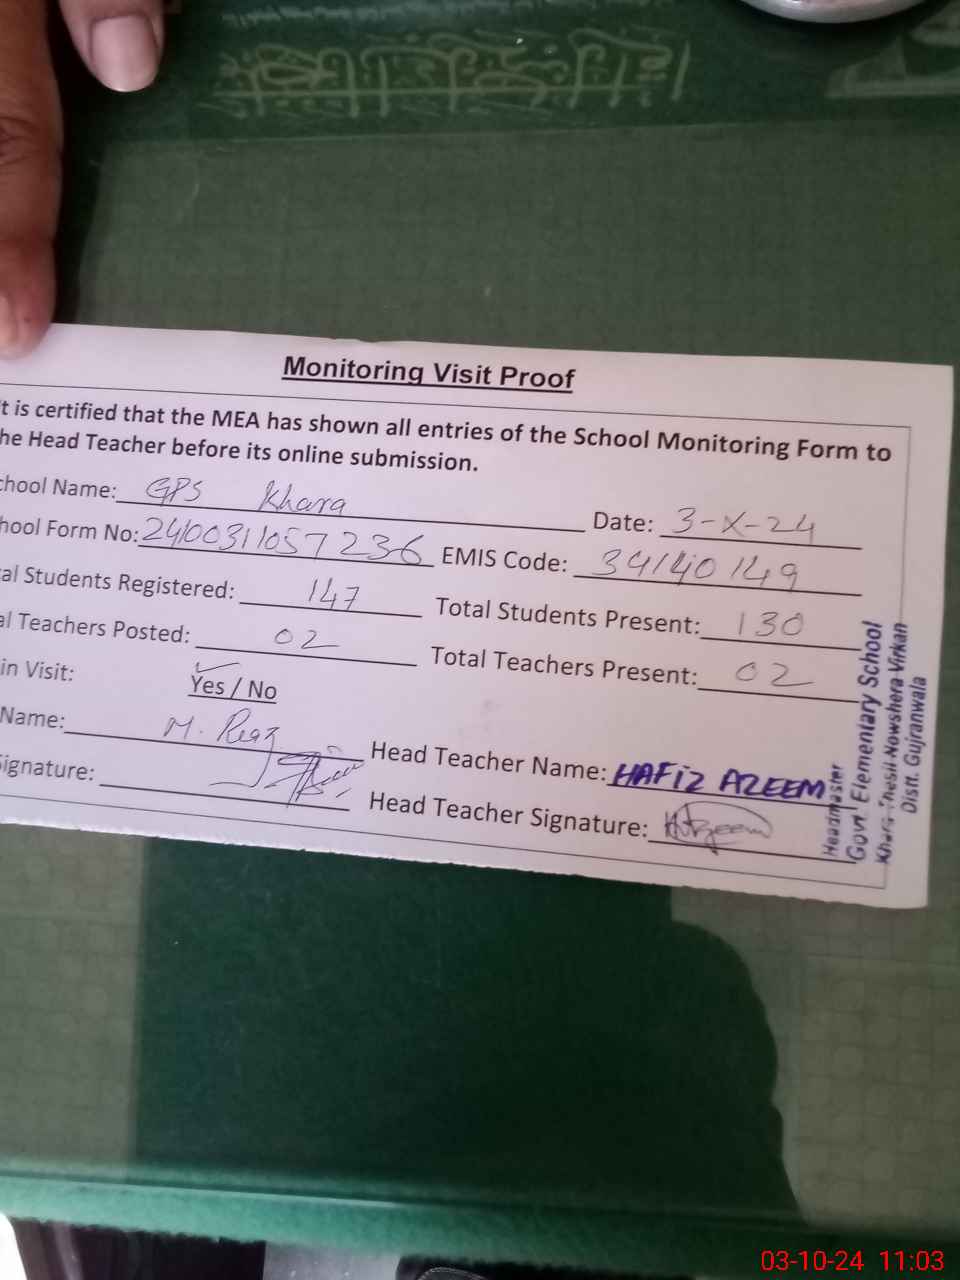 Monitoring Visit Proof
t is certified that the MEA has shown all entries of the School Monitoring Form to
he Head Teacher before its online submission.
chool Name: GPS Khara Date: 3-X-24
hool Form No: 24100311057236 EMIS Code: 34140149
al Students Registered: 147 Total Students Present: 130
al Teachers Posted: 02 Total Teachers Present: 02
in Visit: Yes / No
Name: M. Riaz Head Teacher Name: HAFIZ AZEEM
ignature: Head Teacher Signature: Azeem
Headmaster
Govt Elementary School
Khara Nowshera Virkan
Distt. Gujranwala
03-10-24 11:03